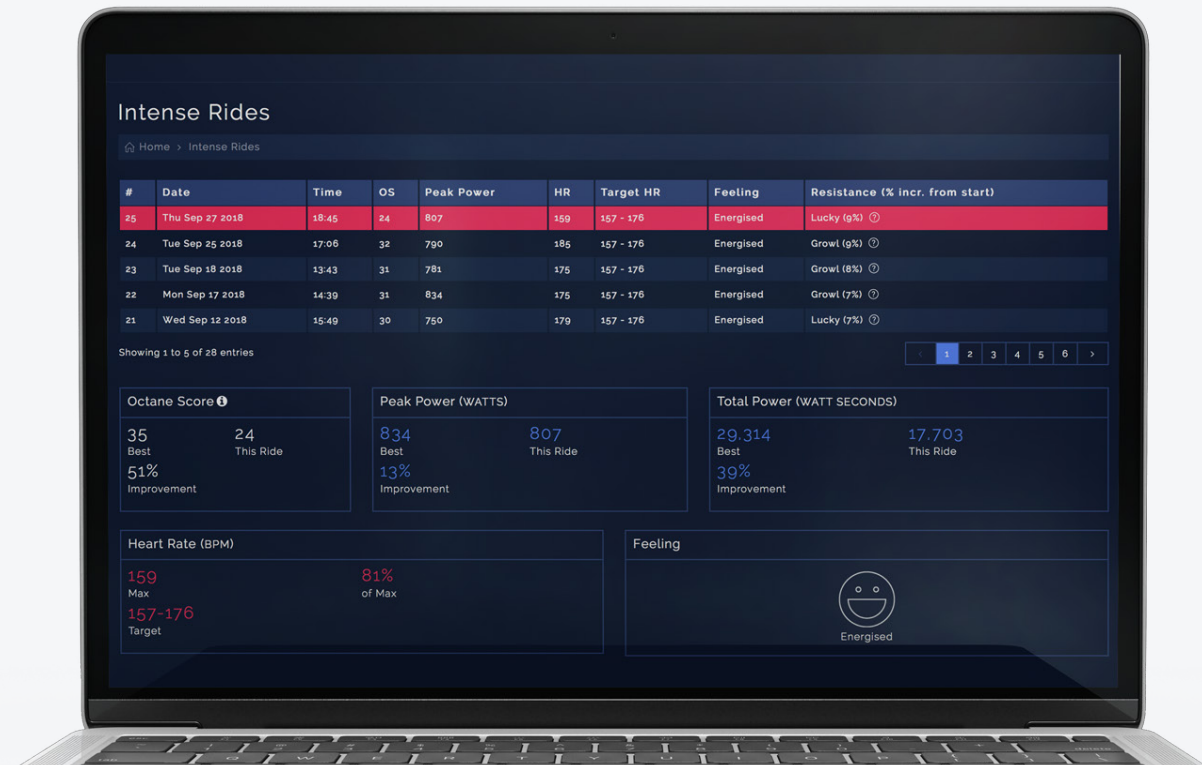 Intense Rides
Home > Intense Rides
# Date Time OS Peak Power HR Target HR Feeling Resistance (% incr. from start)
25 Thu Sep 27 2018 18:45 24 807 159 157 - 176 Energised Lucky (9%) ?
24 Tue Sep 25 2018 17:06 32 790 185 157 - 176 Energised Growl (9%) ?
23 Tue Sep 18 2018 13:43 31 781 175 157 - 176 Energised Growl (8%) ?
22 Mon Sep 17 2018 14:39 31 834 175 157 - 176 Energised Growl (7%) ?
21 Wed Sep 12 2018 15:49 30 750 179 157 - 176 Energised Lucky (7%) ?
Showing 1 to 5 of 28 entries
< 1 2 3 4 5 6 >
Octane Score i
35 24
Best This Ride
51%
Improvement
Peak Power (WATTS)
834 807
Best This Ride
13%
Improvement
Total Power (WATT SECONDS)
29.314 17.703
Best This Ride
39%
Improvement
Heart Rate (BPM)
159 81%
Max of Max
157-176
Target
Feeling
Energised